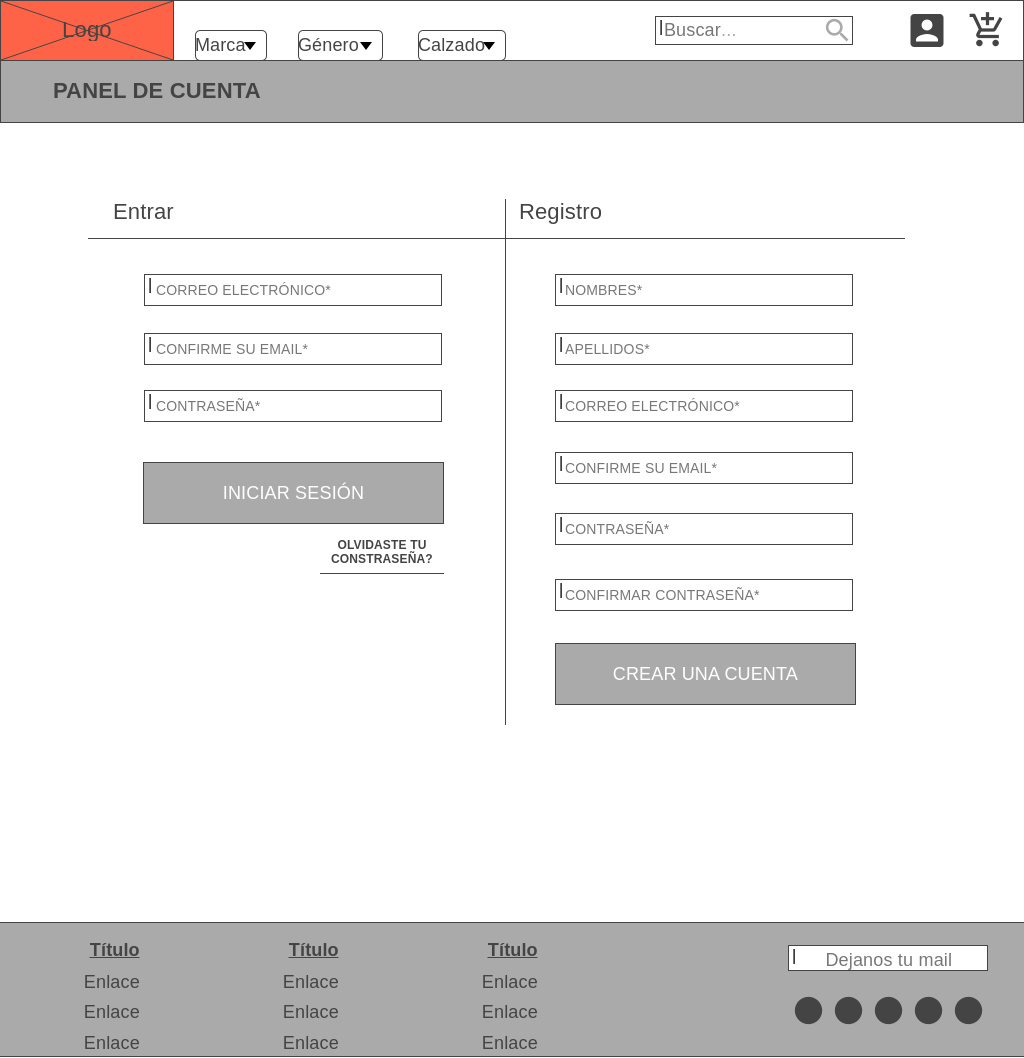 Logo
Marca
Género
Calzado
Buscar...
PANEL DE CUENTA
Entrar
Registro
CORREO ELECTRÓNICO*
CONFIRME SU EMAIL*
CONTRASEÑA*
INICIAR SESIÓN
OLVIDASTE TU
CONSTRASEÑA?
NOMBRES*
APELLIDOS*
CORREO ELECTRÓNICO*
CONFIRME SU EMAIL*
CONTRASEÑA*
CONFIRMAR CONTRASEÑA*
CREAR UNA CUENTA
Título
Enlace
Enlace
Enlace
Título
Enlace
Enlace
Enlace
Título
Enlace
Enlace
Enlace
Dejanos tu mail